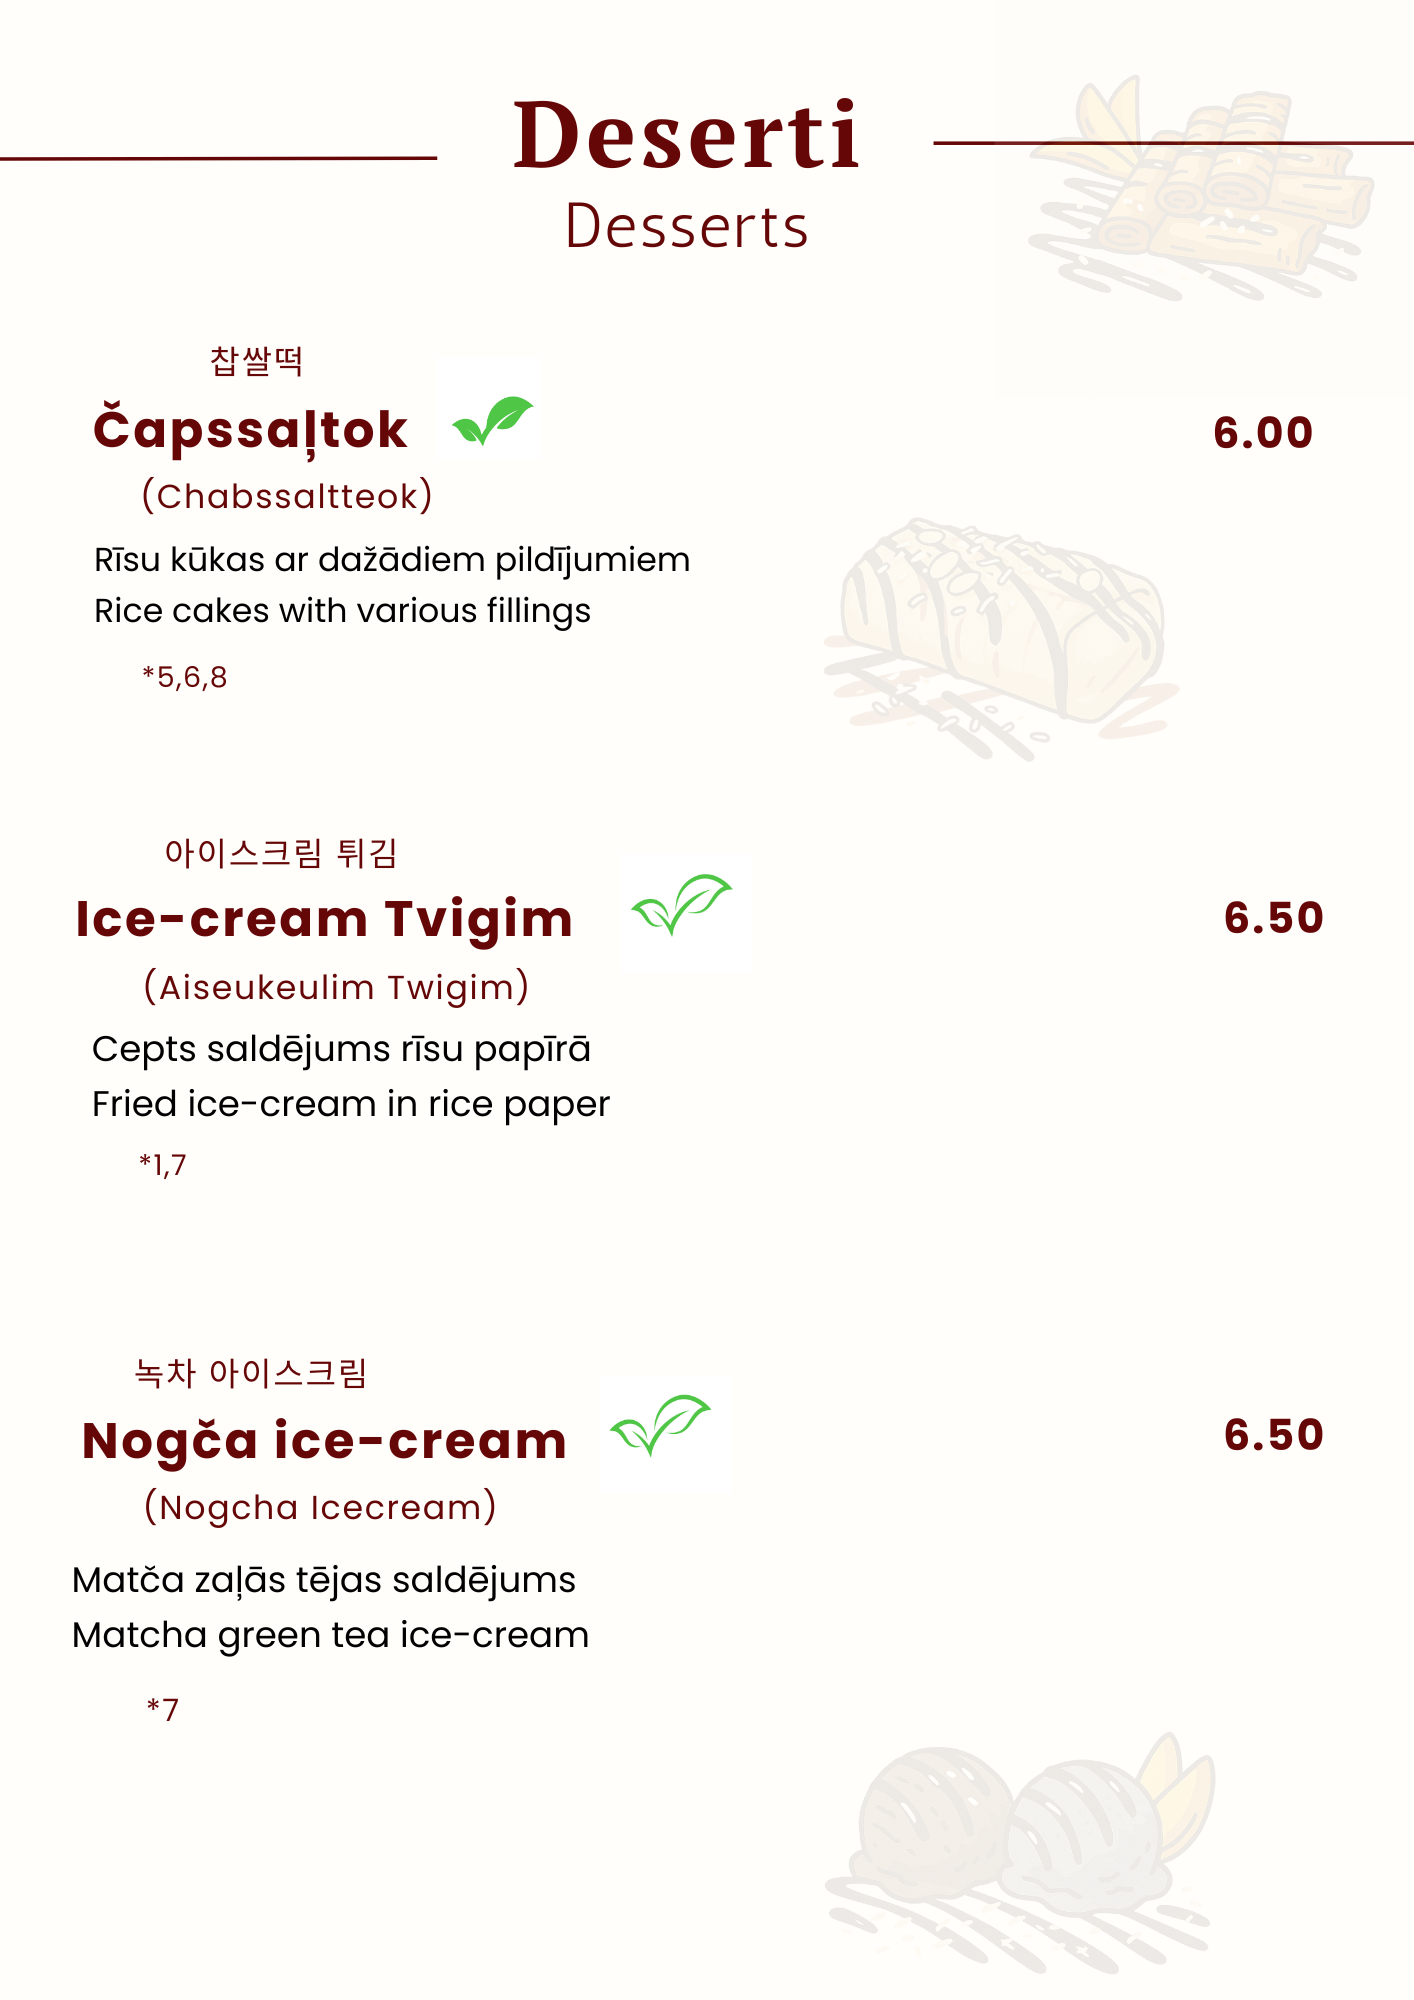 Deserti
Desserts
찹쌀떡
Čapssaļtok
6.00
(Chabssaltteok)
Rīsu kūkas ar dažādiem pildījumiem
Rice cakes with various fillings
*5,6,8
아이스크림 튀김
Ice-cream Tvigim
6.50
(Aiseukeulim Twigim)
Cepts saldējums rīsu papīrā
Fried ice-cream in rice paper
*1,7
녹차 아이스크림
Nogča ice-cream
6.50
(Nogcha Icecream)
Matča zaļās tējas saldējums
Matcha green tea ice-cream
*7